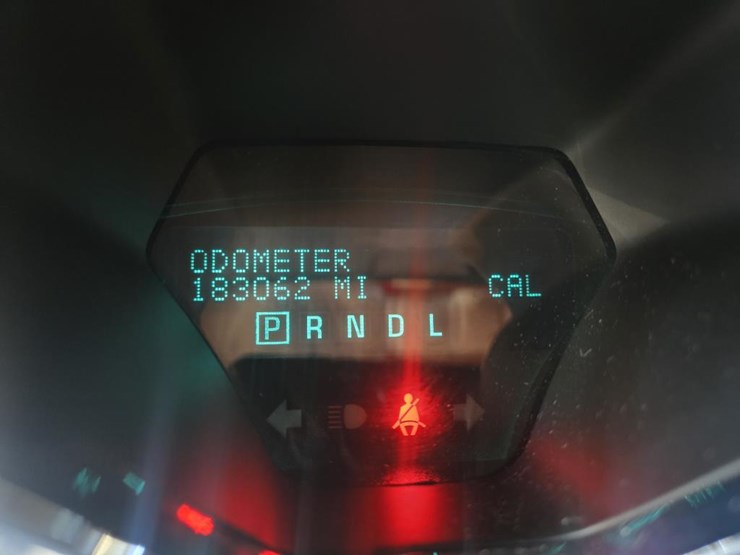 ODOMETER
183062 MI CAL
P R N D L